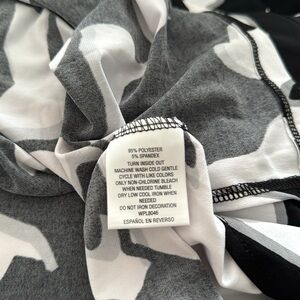 95% POLYESTER
5% SPANDEX
TURN INSIDE OUT
MACHINE WASH COLD GENTLE
CYCLE WITH LIKE COLORS
ONLY NON-CHLORINE BLEACH
WHEN NEEDED TUMBLE
DRY LOW COOL IRON WHEN
NEEDED
DO NOT IRON DECORATION
WPL8046
ESPAÑOL EN REVERSO